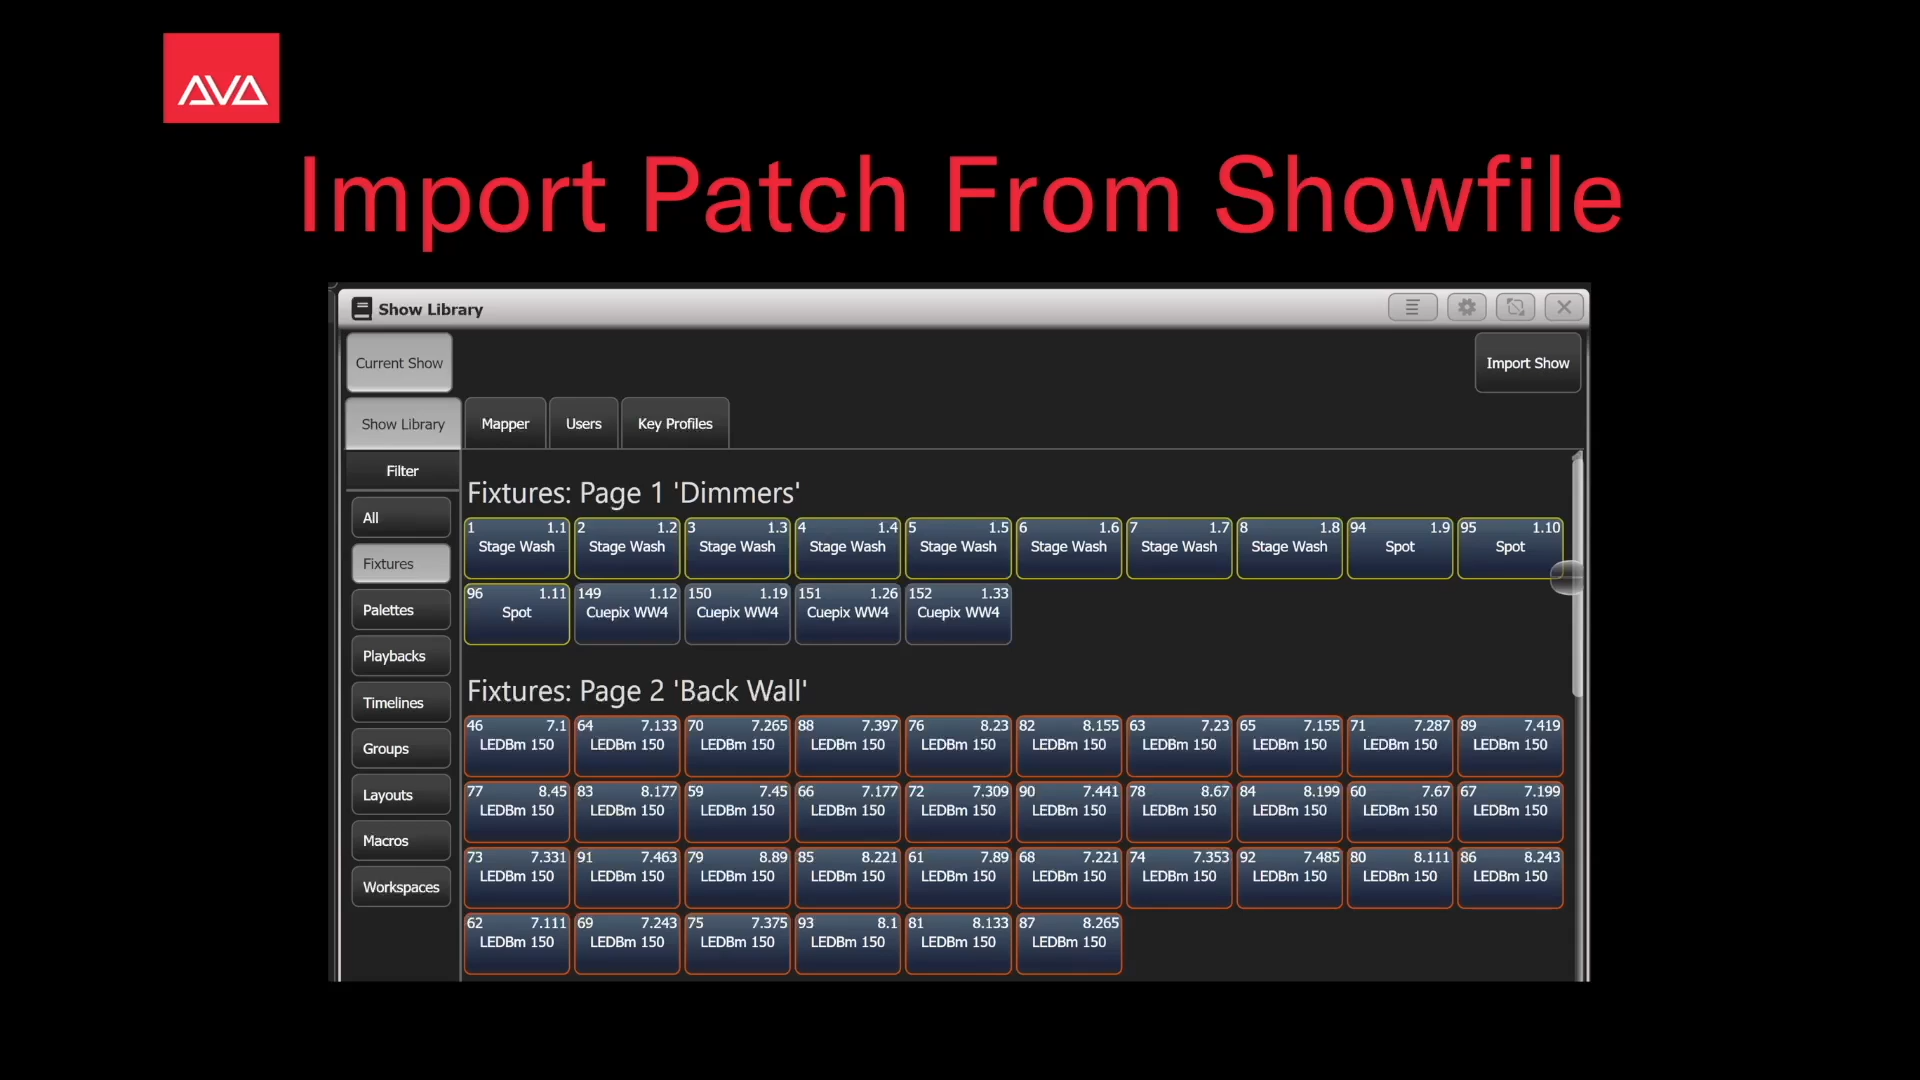 AVA
Import Patch From Showfile
Show Library
Current Show
Import Show
Show Library Mapper Users Key Profiles
Filter
All
Fixtures
Palettes
Playbacks
Timelines
Groups
Layouts
Macros
Workspaces
Fixtures: Page 1 'Dimmers'
1 1.1 2 1.2 3 1.3 4 1.4 5 1.5 6 1.6 7 1.7 8 1.8 94 1.9 95 1.10
Stage Wash Stage Wash Stage Wash Stage Wash Stage Wash Stage Wash Stage Wash Stage Wash Spot Spot
96 1.11 149 1.12 150 1.19 151 1.26 152 1.33
Spot Cuepix WW4 Cuepix WW4 Cuepix WW4 Cuepix WW4
Fixtures: Page 2 'Back Wall'
46 7.1 64 7.133 70 7.265 88 7.397 76 8.23 82 8.155 63 7.23 65 7.155 71 7.287 89 7.419
LEDBm 150 LEDBm 150 LEDBm 150 LEDBm 150 LEDBm 150 LEDBm 150 LEDBm 150 LEDBm 150 LEDBm 150 LEDBm 150
77 8.45 83 8.177 59 7.45 66 7.177 72 7.309 90 7.441 78 8.67 84 8.199 60 7.67 67 7.199
LEDBm 150 LEDBm 150 LEDBm 150 LEDBm 150 LEDBm 150 LEDBm 150 LEDBm 150 LEDBm 150 LEDBm 150 LEDBm 150
73 7.331 91 7.463 79 8.89 85 8.221 61 7.89 68 7.221 74 7.353 92 7.485 80 8.111 86 8.243
LEDBm 150 LEDBm 150 LEDBm 150 LEDBm 150 LEDBm 150 LEDBm 150 LEDBm 150 LEDBm 150 LEDBm 150 LEDBm 150
62 7.111 69 7.243 75 7.375 93 8.1 81 8.133 87 8.265
LEDBm 150 LEDBm 150 LEDBm 150 LEDBm 150 LEDBm 150 LEDBm 150